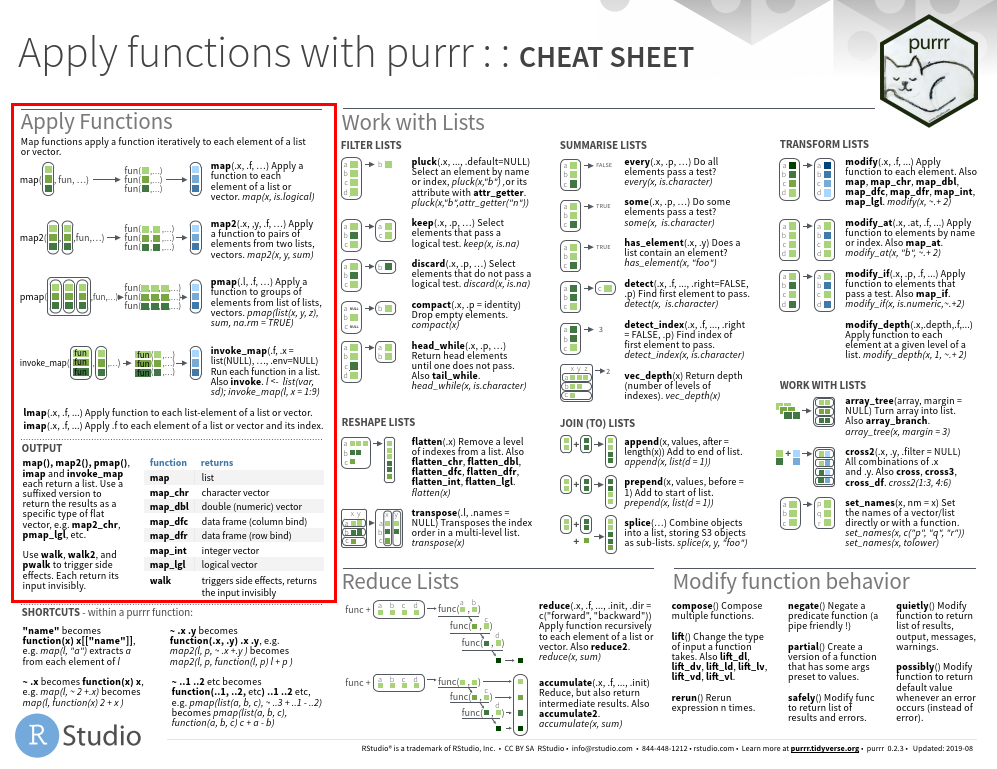 Apply functions with purrr : : CHEAT SHEET
purrr
Apply Functions
Map functions apply a function iteratively to each element of a list
or vector.
map(.x, .f, …) Apply a
function to each
element of a list or
vector. map(x, is.logical)
map( , fun, …)
fun( ,…)
fun( ,…)
fun( ,…)
map2(.x, ,y, .f, …) Apply
a function to pairs of
elements from two lists,
vectors. map2(x, y, sum)
map2( ,fun,…)
fun( ,…)
fun( ,…)
fun( ,…)
pmap(.l, .f, …) Apply a
function to groups of
elements from list of lists,
vectors. pmap(list(x, y, z),
sum, na.rm = TRUE)
pmap( ,fun,…)
fun( ,…)
fun( ,…)
fun( ,…)
invoke_map(.f, .x =
list(NULL), …, .env=NULL)
Run each function in a list.
Also invoke. l <- list(var,
sd); invoke_map(l, x = 1:9)
invoke_map( fun fun fun , ,…)
fun ( ,…)
fun ( ,…)
fun ( ,…)
lmap(.x, .f, ...) Apply function to each list-element of a list or vector.
imap(.x, .f, ...) Apply .f to each element of a list or vector and its index.
OUTPUT
map(), map2(), pmap(),
imap and invoke_map
each return a list. Use a
suffixed version to
return the results as a
specific type of flat
vector, e.g. map2_chr,
pmap_lgl, etc.
Use walk, walk2, and
pwalk to trigger side
effects. Each return its
input invisibly.
function returns
map list
map_chr character vector
map_dbl double (numeric) vector
map_dfc data frame (column bind)
map_dfr data frame (row bind)
map_int integer vector
map_lgl logical vector
walk triggers side effects, returns
the input invisibly
SHORTCUTS - within a purrr function:
"name" becomes
function(x) x[["name"]],
e.g. map(l, "a") extracts a
from each element of l
~ .x becomes function(x) x,
e.g. map(l, ~ 2 +.x) becomes
map(l, function(x) 2 + x )
~ .x .y becomes
function(.x, .y) .x .y, e.g.
map2(l, p, ~ .x +.y ) becomes
map2(l, p, function(l, p) l + p )
~ ..1 ..2 etc becomes
function(..1, ..2, etc) ..1 ..2 etc,
e.g. pmap(list(a, b, c), ~ ..3 + ..1 - ..2)
becomes pmap(list(a, b, c),
function(a, b, c) c + a - b)
Work with Lists
FILTER LISTS
pluck(.x, ..., .default=NULL)
Select an element by name
or index, pluck(x,"b") ,or its
attribute with attr_getter.
pluck(x,"b",attr_getter("n"))
keep(.x, .p, …) Select
elements that pass a
logical test. keep(x, is.na)
discard(.x, .p, …) Select
elements that do not pass a
logical test. discard(x, is.na)
compact(.x, .p = identity)
Drop empty elements.
compact(x)
head_while(.x, .p, …)
Return head elements
until one does not pass.
Also tail_while.
head_while(x, is.character)
RESHAPE LISTS
flatten(.x) Remove a level
of indexes from a list. Also
flatten_chr, flatten_dbl,
flatten_dfc, flatten_dfr,
flatten_int, flatten_lgl.
flatten(x)
transpose(.l, .names =
NULL) Transposes the index
order in a multi-level list.
transpose(x)
SUMMARISE LISTS
FALSE
every(.x, .p, …) Do all
elements pass a test?
every(x, is.character)
TRUE
some(.x, .p, …) Do some
elements pass a test?
some(x, is.character)
TRUE
has_element(.x, .y) Does a
list contain an element?
has_element(x, "foo")
detect(.x, .f, ..., .right=FALSE,
.p) Find first element to pass.
detect(x, is.character)
3
detect_index(.x, .f, ..., .right
= FALSE, .p) Find index of
first element to pass.
detect_index(x, is.character)
x y z
2
vec_depth(x) Return depth
(number of levels of
indexes). vec_depth(x)
JOIN (TO) LISTS
append(x, values, after =
length(x)) Add to end of list.
append(x, list(d = 1))
prepend(x, values, before =
1) Add to start of list.
prepend(x, list(d = 1))
splice(…) Combine objects
into a list, storing S3 objects
as sub-lists. splice(x, y, "foo")
TRANSFORM LISTS
modify(.x, .f, ...) Apply
function to each element. Also
map, map_chr, map_dbl,
map_dfc, map_dfr, map_int,
map_lgl. modify(x, ~.+ 2)
modify_at(.x, .at, .f, ...) Apply
function to elements by name
or index. Also map_at.
modify_at(x, "b", ~.+ 2)
modify_if(.x, .p, .f, ...) Apply
function to elements that
pass a test. Also map_if.
modify_if(x, is.numeric,~.+2)
modify_depth(.x,.depth,.f,...)
Apply function to each
element at a given level of a
list. modify_depth(x, 1, ~.+ 2)
WORK WITH LISTS
array_tree(array, margin =
NULL) Turn array into list.
Also array_branch.
array_tree(x, margin = 3)
cross2(.x, .y, .filter = NULL)
All combinations of .x
and .y. Also cross, cross3,
cross_df. cross2(1:3, 4:6)
set_names(x, nm = x) Set
the names of a vector/list
directly or with a function.
set_names(x, c("p", "q", "r"))
set_names(x, tolower)
Reduce Lists
func +
a b c d
func( , )
func( , )
func( , )
reduce(.x, .f, ..., .init, .dir =
c("forward", "backward"))
Apply function recursively
to each element of a list or
vector. Also reduce2.
reduce(x, sum)
func +
a b c d
func( , )
func( , )
func( , )
accumulate(.x, .f, ..., .init)
Reduce, but also return
intermediate results. Also
accumulate2.
accumulate(x, sum)
Modify function behavior
compose() Compose
multiple functions.
lift() Change the type
of input a function
takes. Also lift_dl,
lift_dv, lift_ld, lift_lv,
lift_vd, lift_vl.
rerun() Rerun
expression n times.
negate() Negate a
predicate function (a
pipe friendly !)
partial() Create a
version of a function
that has some args
preset to values.
safely() Modify func
to return list of
results and errors.
quietly() Modify
function to return
list of results,
output, messages,
warnings.
possibly() Modify
function to return
default value
whenever an error
occurs (instead of
error).
R Studio
RStudio® is a trademark of RStudio, Inc. • CC BY SA RStudio • info@rstudio.com • 844-448-1212 • rstudio.com • Learn more at purrr.tidyverse.org • purrr 0.2.3 • Updated: 2019-08